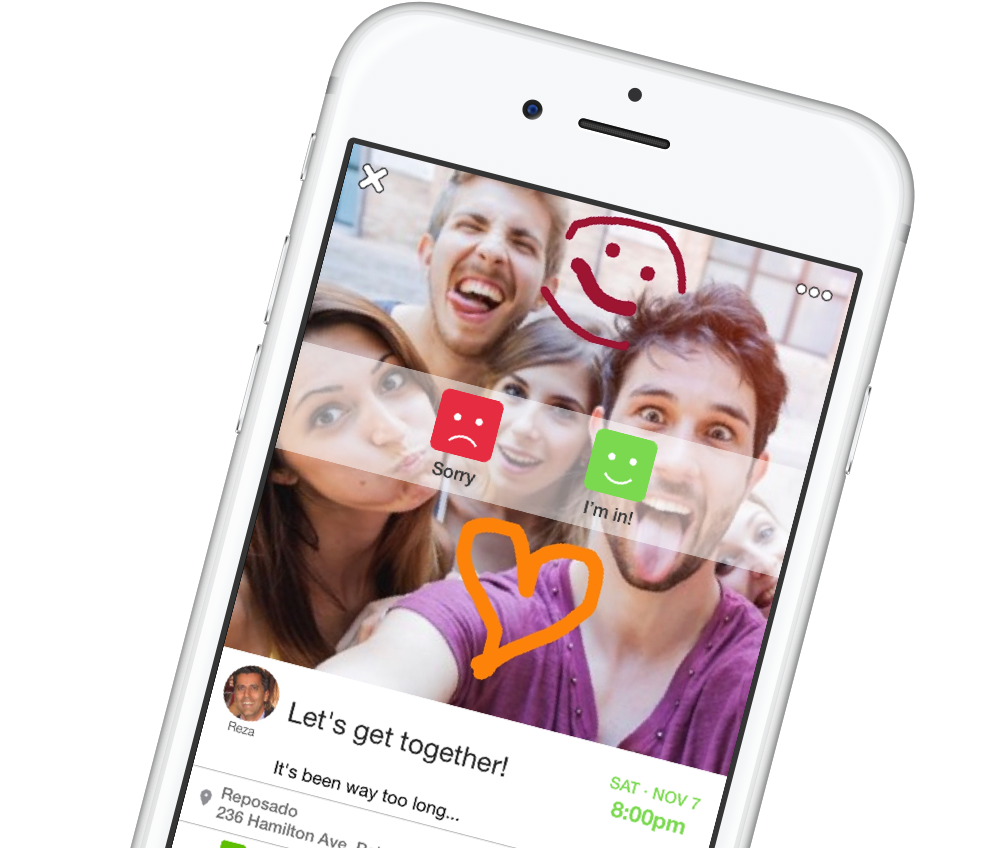 Sorry
I'm in!
Reza
Let's get together!
It's been way too long...
SAT · NOV 7
8:00pm
Reposado
236 Hamilton Ave,